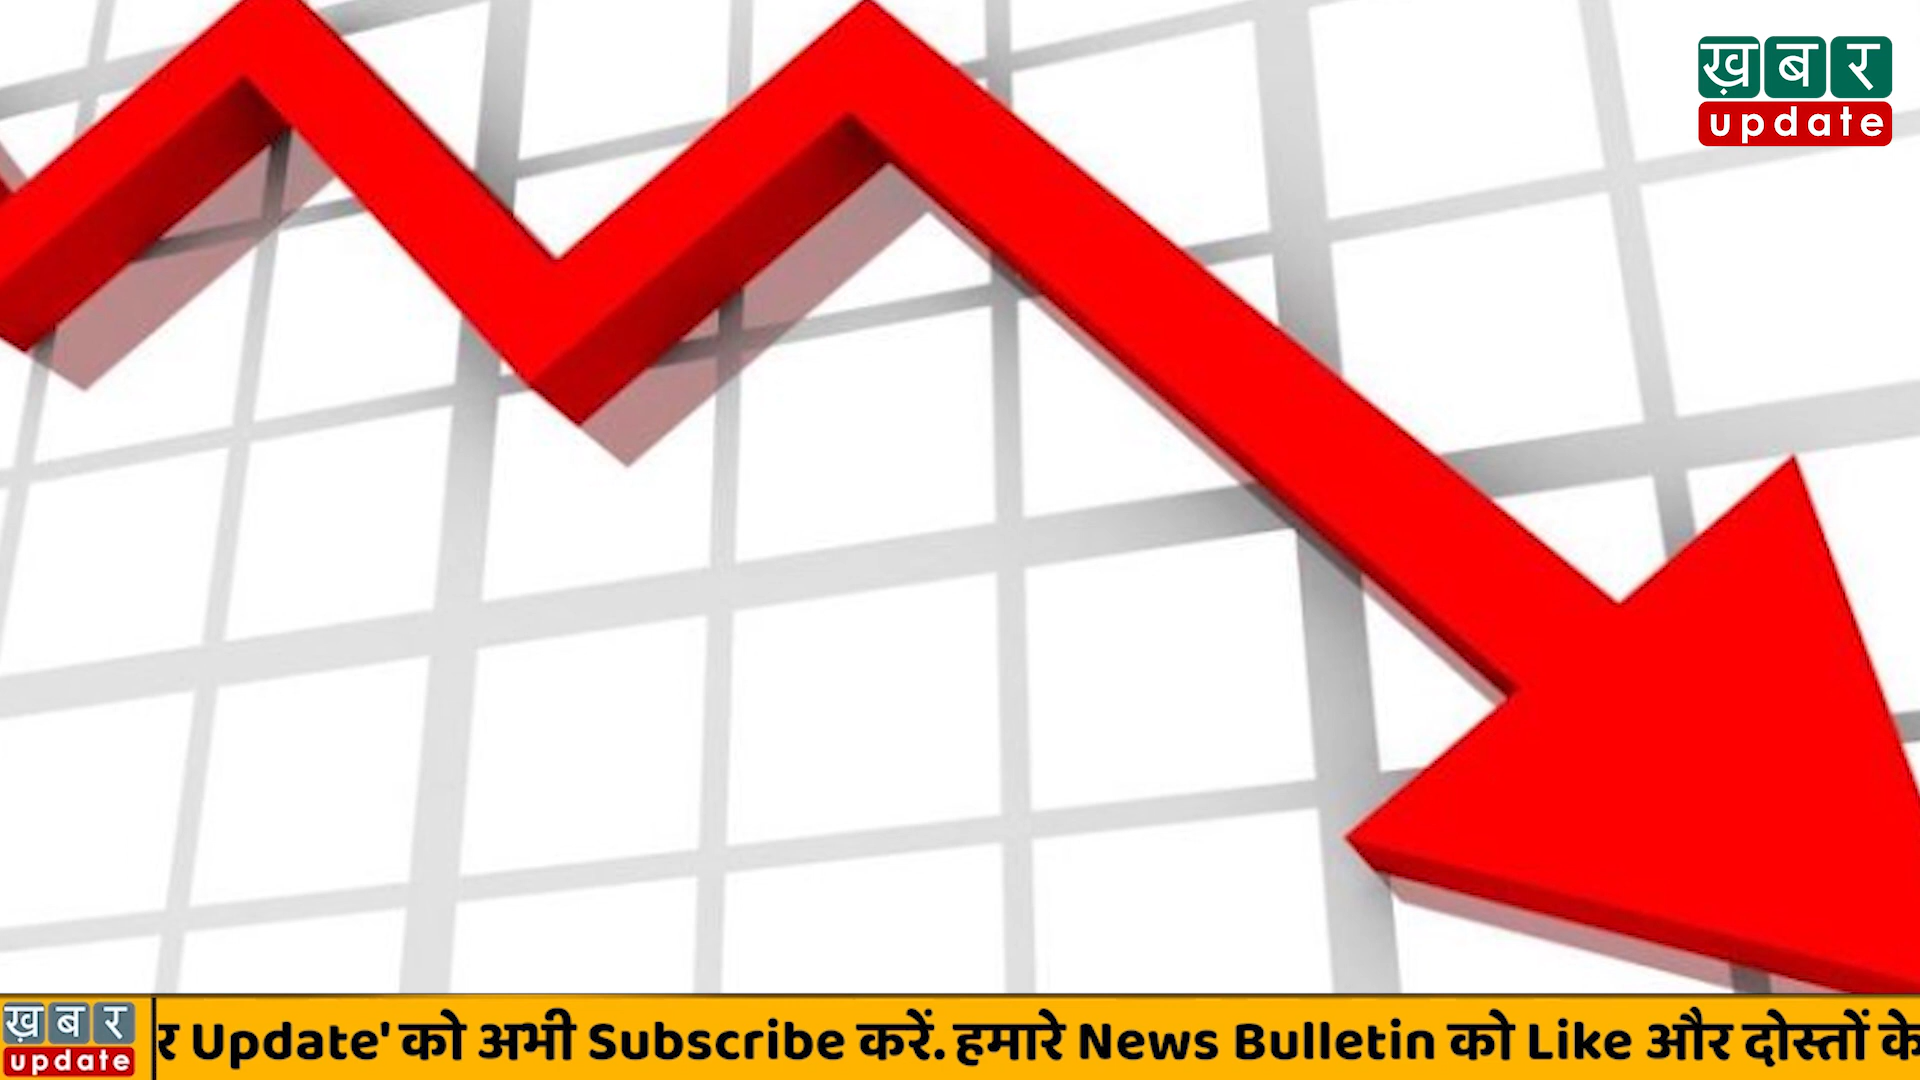 ख़बर
update
ख़बर
update
र Update' को अभी Subscribe करें. हमारे News Bulletin को Like और दोस्तों के